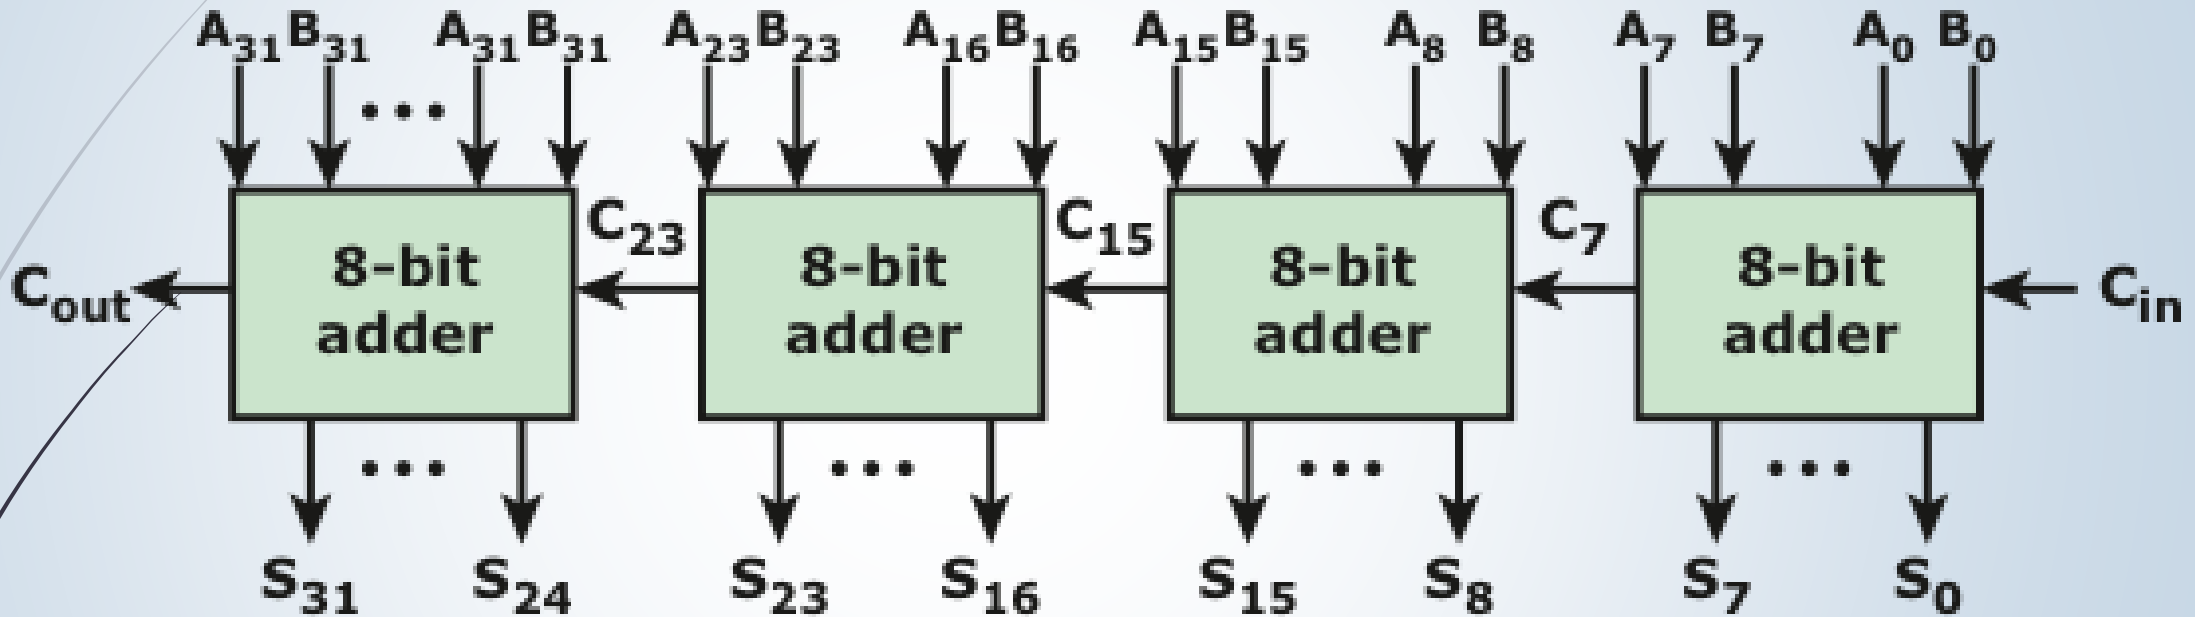 A31 B31 A31 B31 A23 B23 A16 B16 A15 B15 A8 B8 A7 B7 A0 B0
C23 C15 C7
8-bit 8-bit 8-bit 8-bit
Cout Cin
adder adder adder adder
S31 S24 S23 S16 S15 S8 S7 S0